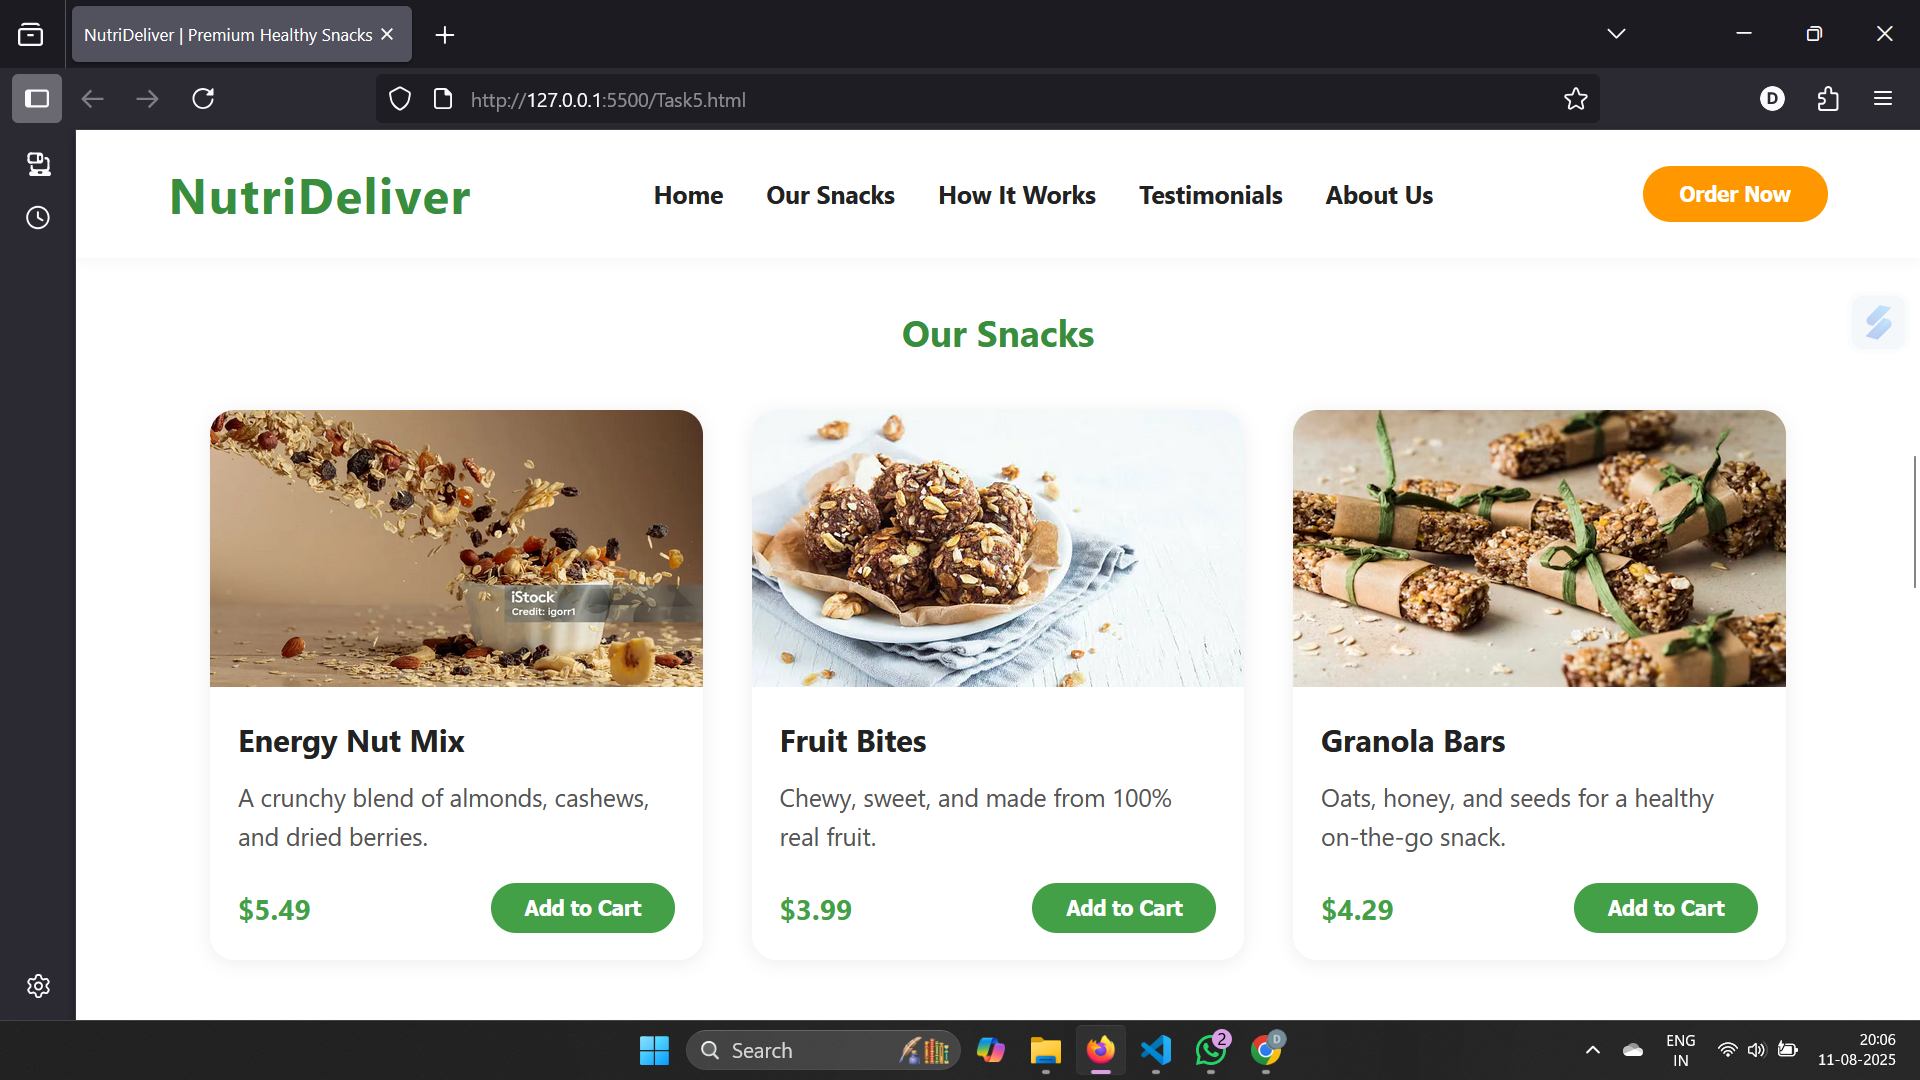 NutriDeliver | Premium Healthy Snacks
http://127.0.0.1:5500/Task5.html
D
NutriDeliver
Home
Our Snacks
How It Works
Testimonials
About Us
Order Now
Our Snacks
iStock
Credit: igorr1
Energy Nut Mix
A crunchy blend of almonds, cashews,
and dried berries.
$5.49
Add to Cart
Fruit Bites
Chewy, sweet, and made from 100%
real fruit.
$3.99
Add to Cart
Granola Bars
Oats, honey, and seeds for a healthy
on-the-go snack.
$4.29
Add to Cart
Search
2
D
ENG
IN
20:06
11-08-2025